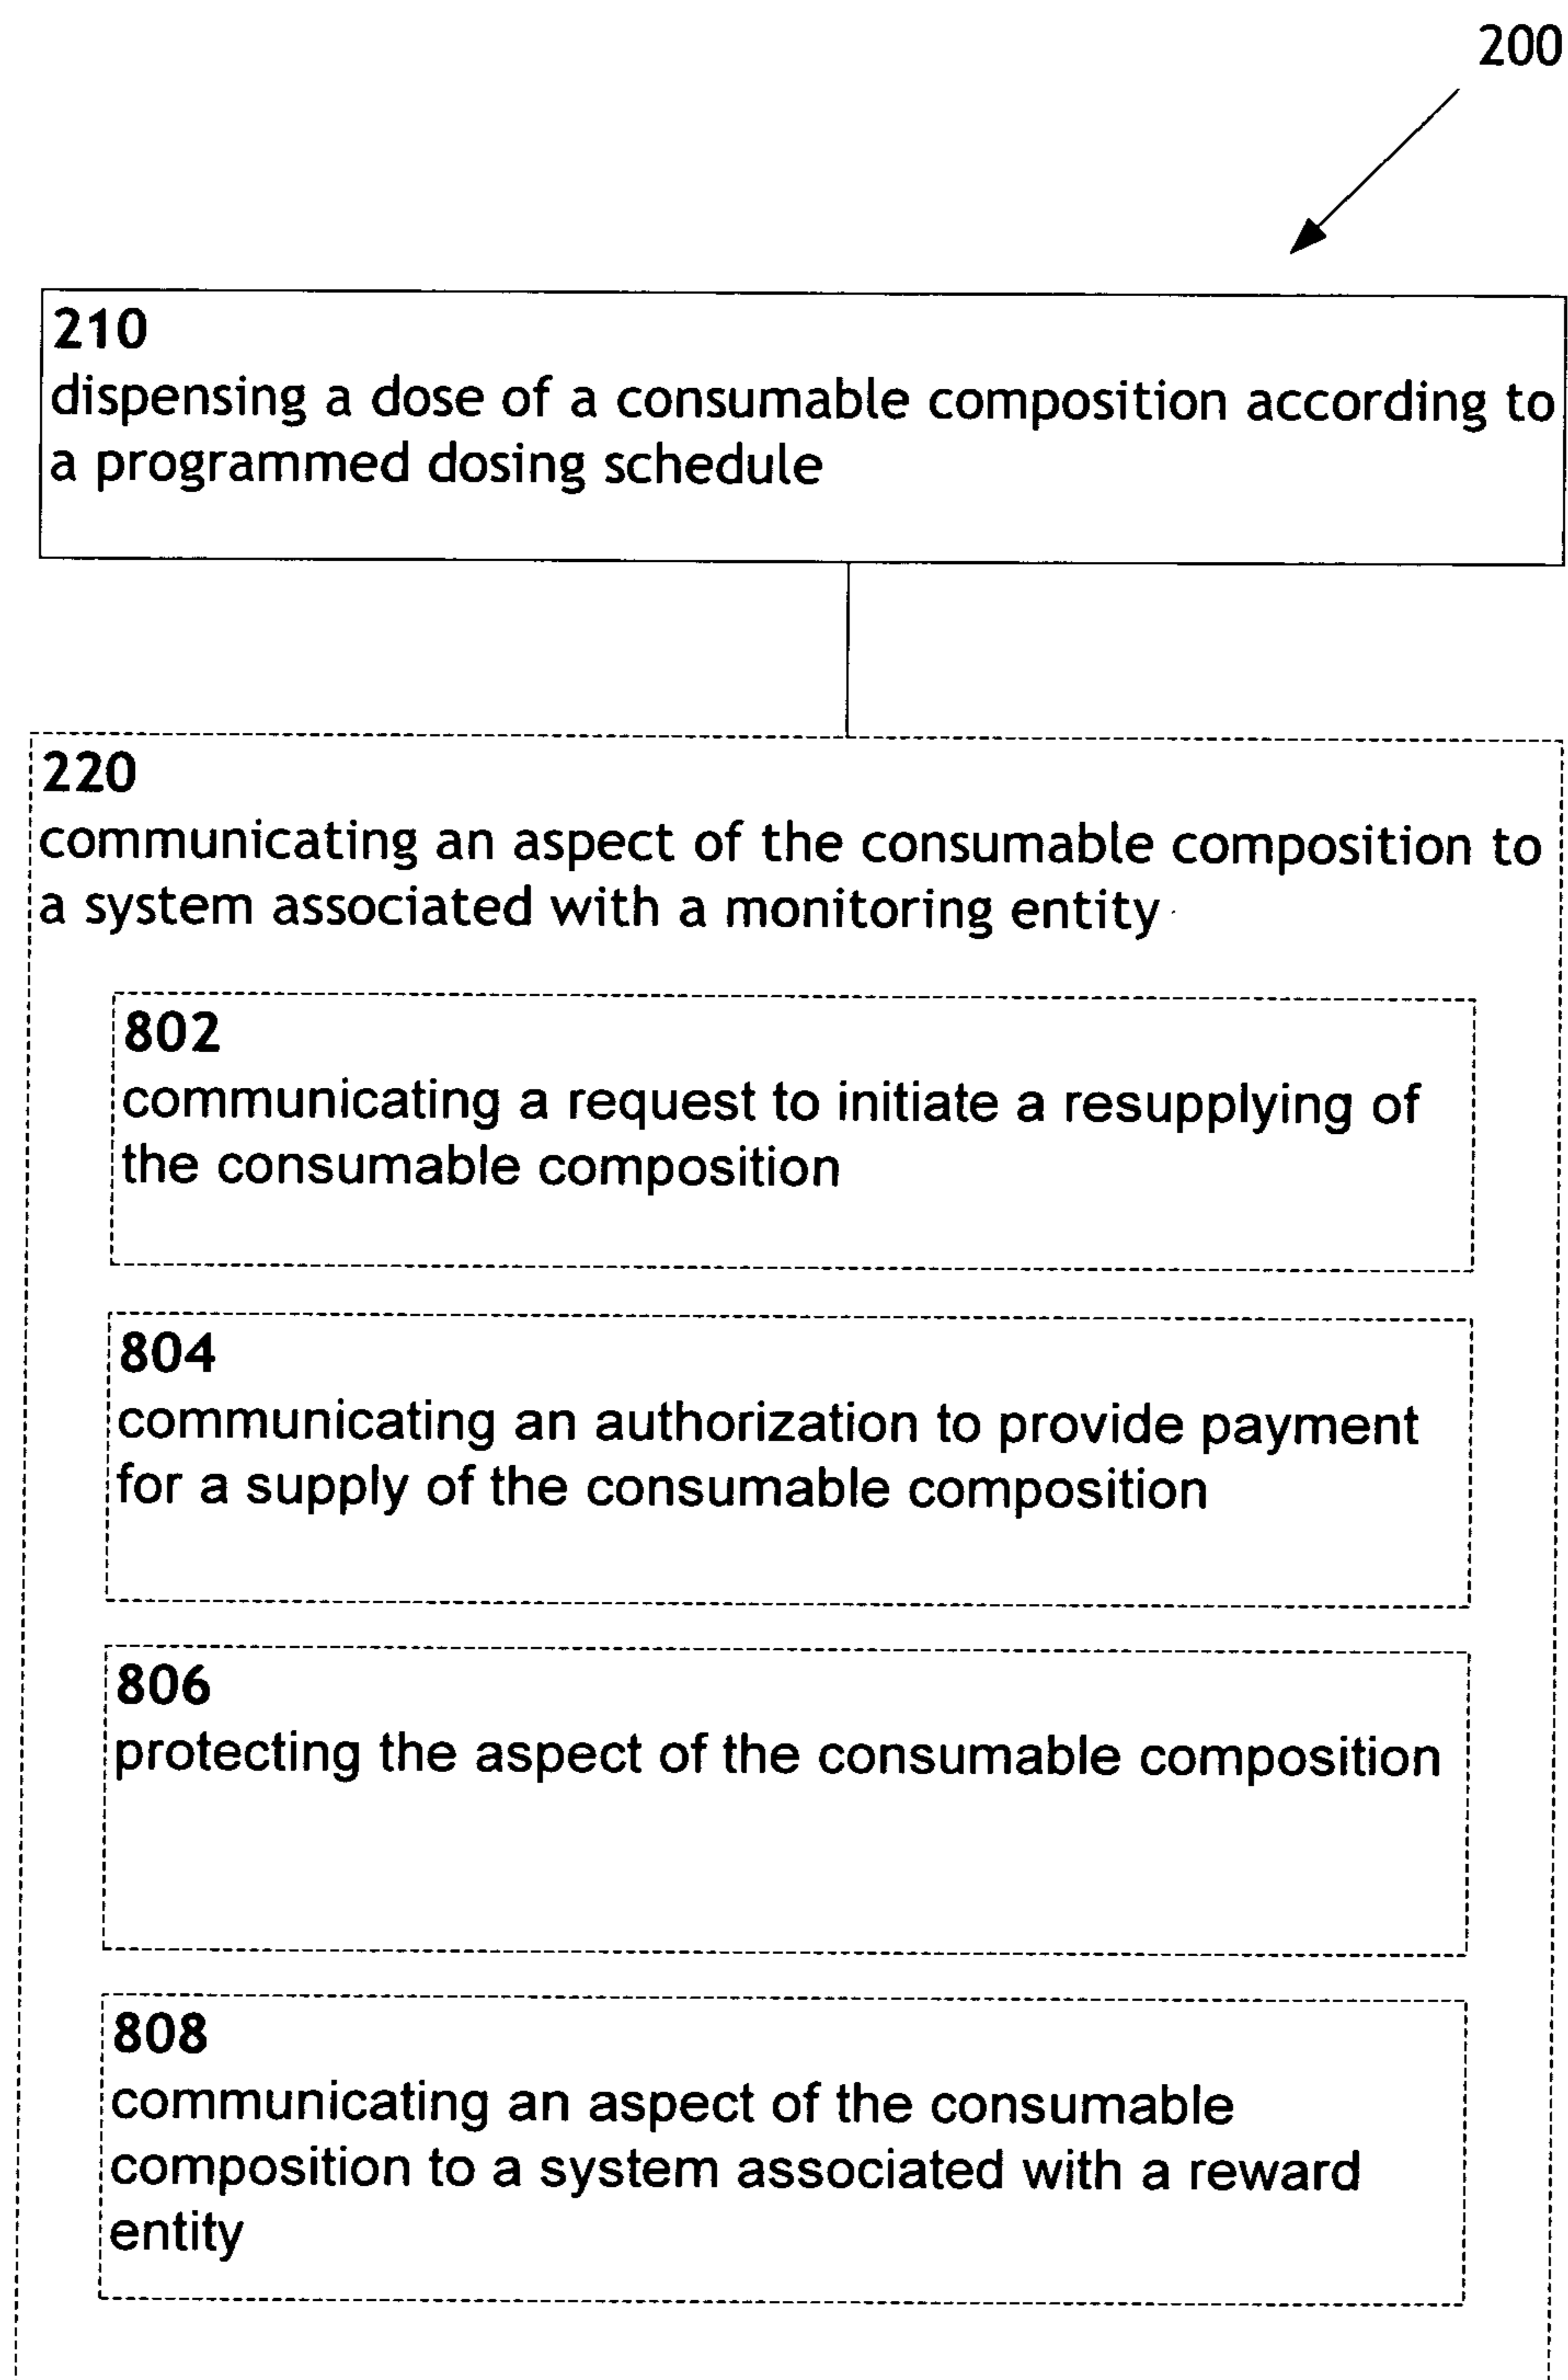 200
210
dispensing a dose of a consumable composition according to
a programmed dosing schedule
220
communicating an aspect of the consumable composition to
a system associated with a monitoring entity
802
communicating a request to initiate a resupplying of
the consumable composition
804
communicating an authorization to provide payment
for a supply of the consumable composition
806
protecting the aspect of the consumable composition
808
communicating an aspect of the consumable
composition to a system associated with a reward
entity